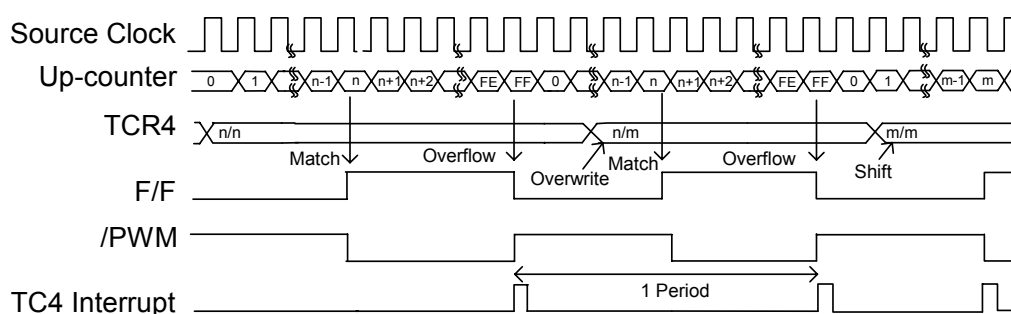 Source Clock
Up-counter 0 1 n-1 n n+1 n+2 FE FF 0 n-1 n n+1 n+2 FE FF 0 1 m-1 m
TCR4 n/n n/m m/m
Match Overflow Overwrite Match Overflow Shift
F/F
/PWM
1 Period
TC4 Interrupt